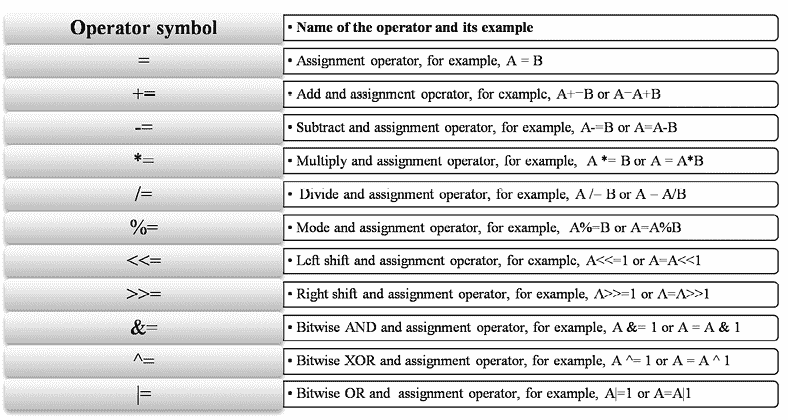 Operator symbol • Name of the operator and its example
= • Assignment operator, for example, A = B
+= • Add and assignment operator, for example, A+=B or A=A+B
-= • Subtract and assignment operator, for example, A-=B or A=A-B
*= • Multiply and assignment operator, for example, A *= B or A = A*B
/= • Divide and assignment operator, for example, A /= B or A = A/B
%= • Mode and assignment operator, for example, A%=B or A=A%B
<<= • Left shift and assignment operator, for example, A<<=1 or A=A<<1
>>= • Right shift and assignment operator, for example, A>>=1 or A=A>>1
&= • Bitwise AND and assignment operator, for example, A &= 1 or A = A & 1
^= • Bitwise XOR and assignment operator, for example, A ^= 1 or A = A ^ 1
|= • Bitwise OR and assignment operator, for example, A|=1 or A=A|1